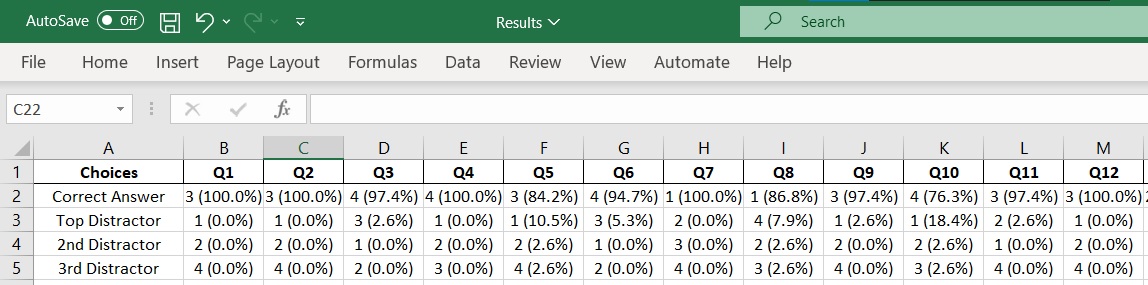 AutoSave Off Results Search
File Home Insert Page Layout Formulas Data Review View Automate Help
C22 fx
A B C D E F G H I J K L M
1 Choices Q1 Q2 Q3 Q4 Q5 Q6 Q7 Q8 Q9 Q10 Q11 Q12
2 Correct Answer 3 (100.0%) 3 (100.0%) 4 (97.4%) 4 (100.0%) 3 (84.2%) 4 (94.7%) 1 (100.0%) 1 (86.8%) 3 (97.4%) 4 (76.3%) 3 (97.4%) 3 (100.0%)
3 Top Distractor 1 (0.0%) 1 (0.0%) 3 (2.6%) 1 (0.0%) 1 (10.5%) 3 (5.3%) 2 (0.0%) 4 (7.9%) 1 (2.6%) 1 (18.4%) 2 (2.6%) 1 (0.0%)
4 2nd Distractor 2 (0.0%) 2 (0.0%) 1 (0.0%) 2 (0.0%) 2 (2.6%) 1 (0.0%) 3 (0.0%) 2 (2.6%) 2 (0.0%) 2 (2.6%) 1 (0.0%) 2 (0.0%)
5 3rd Distractor 4 (0.0%) 4 (0.0%) 2 (0.0%) 3 (0.0%) 4 (2.6%) 2 (0.0%) 4 (0.0%) 3 (2.6%) 4 (0.0%) 3 (2.6%) 4 (0.0%) 4 (0.0%)